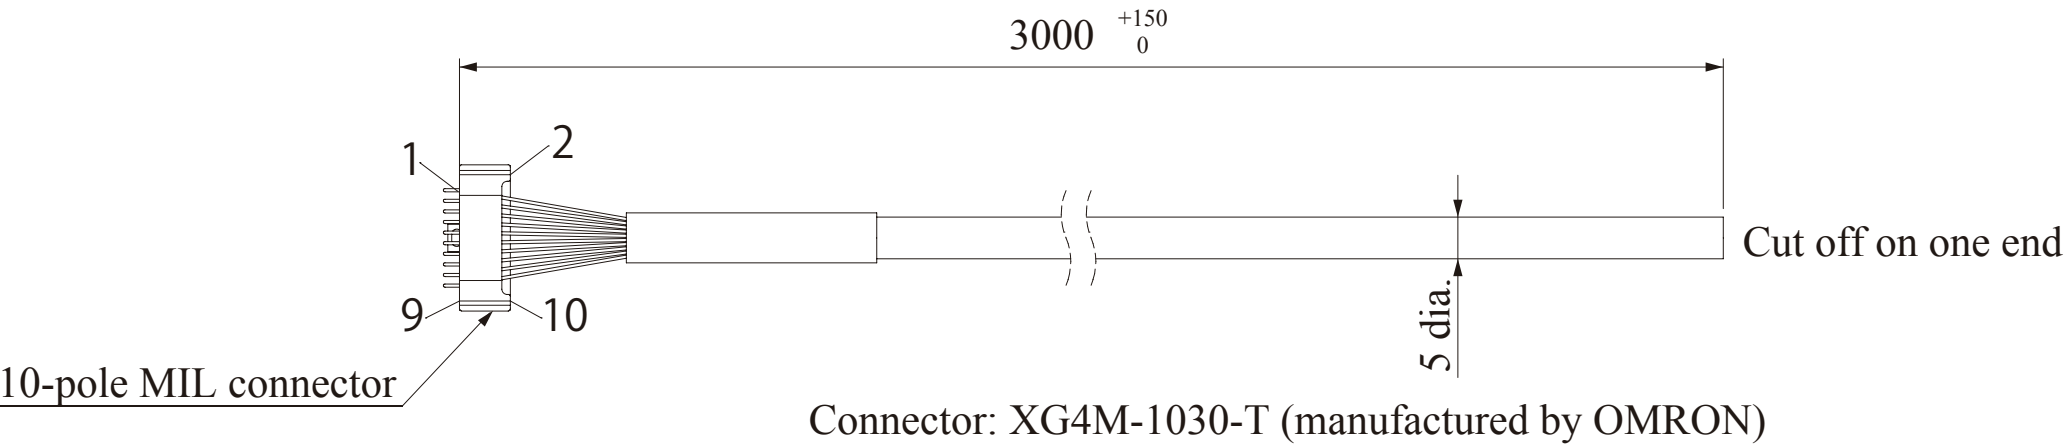 3000 +150
0
1
2
Cut off on one end
5 dia.
9
10
10-pole MIL connector
Connector: XG4M-1030-T (manufactured by OMRON)